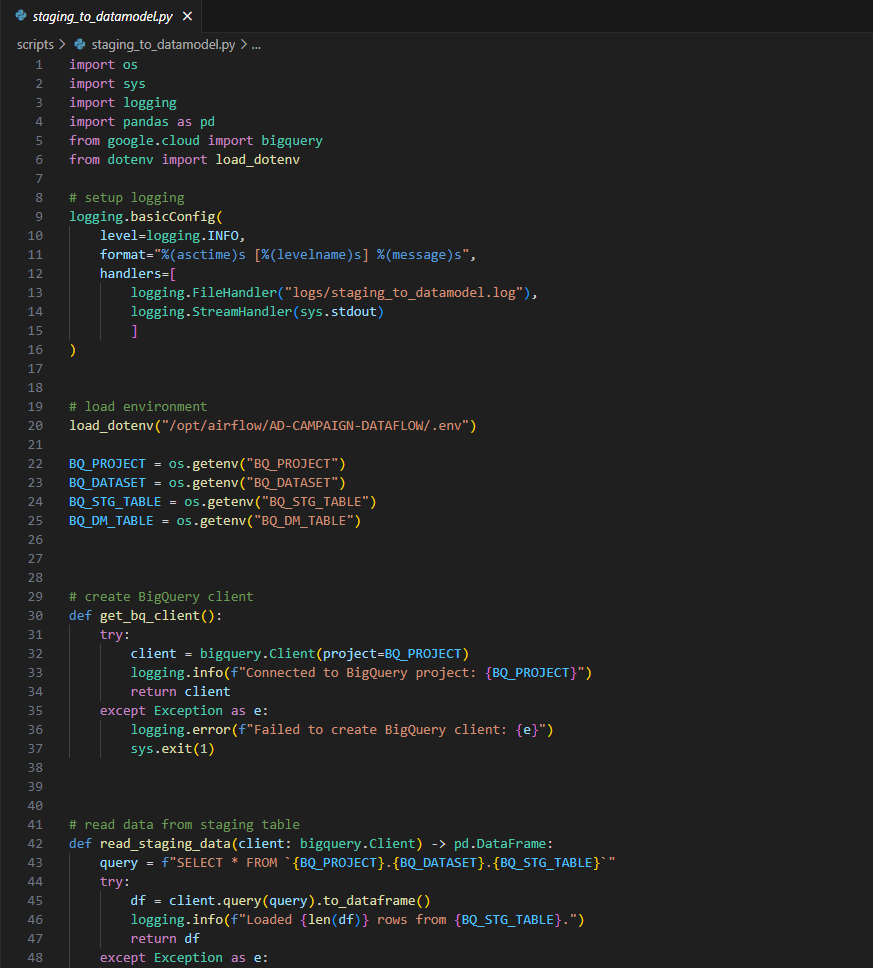 staging_to_datamodel.py ×
scripts > staging_to_datamodel.py > ...
1 import os
2 import sys
3 import logging
4 import pandas as pd
5 from google.cloud import bigquery
6 from dotenv import load_dotenv
7
8 # setup logging
9 logging.basicConfig(
10     level=logging.INFO,
11     format="%(asctime)s [%(levelname)s] %(message)s",
12     handlers=[
13         logging.FileHandler("logs/staging_to_datamodel.log"),
14         logging.StreamHandler(sys.stdout)
15         ]
16 )
17
18
19 # load environment
20 load_dotenv("/opt/airflow/AD-CAMPAIGN-DATAFLOW/.env")
21
22 BQ_PROJECT = os.getenv("BQ_PROJECT")
23 BQ_DATASET = os.getenv("BQ_DATASET")
24 BQ_STG_TABLE = os.getenv("BQ_STG_TABLE")
25 BQ_DM_TABLE = os.getenv("BQ_DM_TABLE")
26
27
28
29 # create BigQuery client
30 def get_bq_client():
31     try:
32         client = bigquery.Client(project=BQ_PROJECT)
33         logging.info(f"Connected to BigQuery project: {BQ_PROJECT}")
34         return client
35     except Exception as e:
36         logging.error(f"Failed to create BigQuery client: {e}")
37         sys.exit(1)
38
39
40
41 # read data from staging table
42 def read_staging_data(client: bigquery.Client) -> pd.DataFrame:
43     query = f"SELECT * FROM `{BQ_PROJECT}.{BQ_DATASET}.{BQ_STG_TABLE}`"
44     try:
45         df = client.query(query).to_dataframe()
46         logging.info(f"Loaded {len(df)} rows from {BQ_STG_TABLE}.")
47         return df
48     except Exception as e: